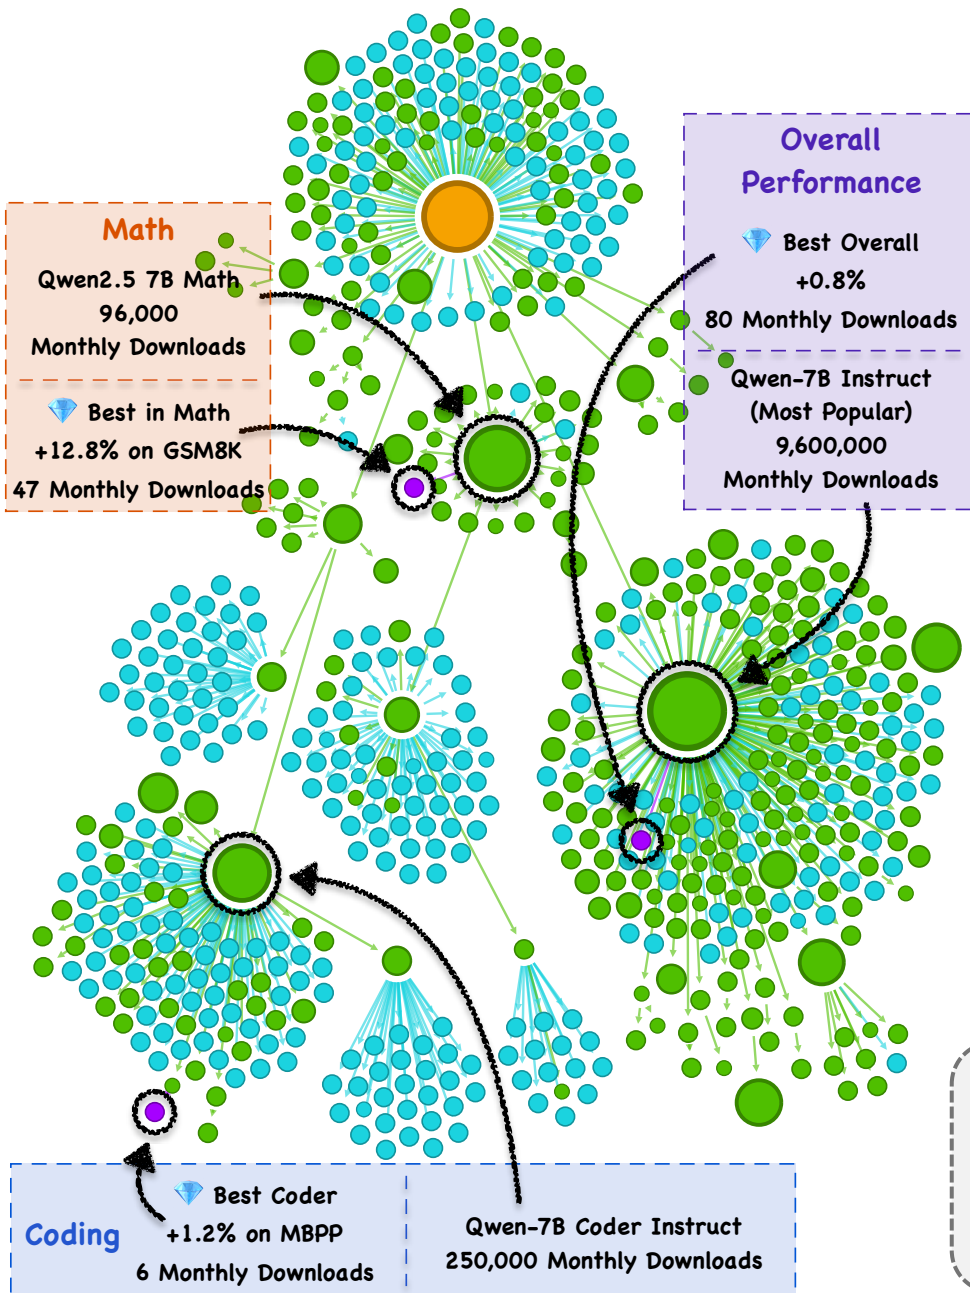 Overall
Performance
Best Overall
+0.8%
80 Monthly Downloads
Qwen-7B Instruct
(Most Popular)
9,600,000
Monthly Downloads
Math
Qwen2.5 7B Math
96,000
Monthly Downloads
Best in Math
+12.8% on GSM8K
47 Monthly Downloads
Coding
Best Coder
+1.2% on MBPP
6 Monthly Downloads
Qwen-7B Coder Instruct
250,000 Monthly Downloads